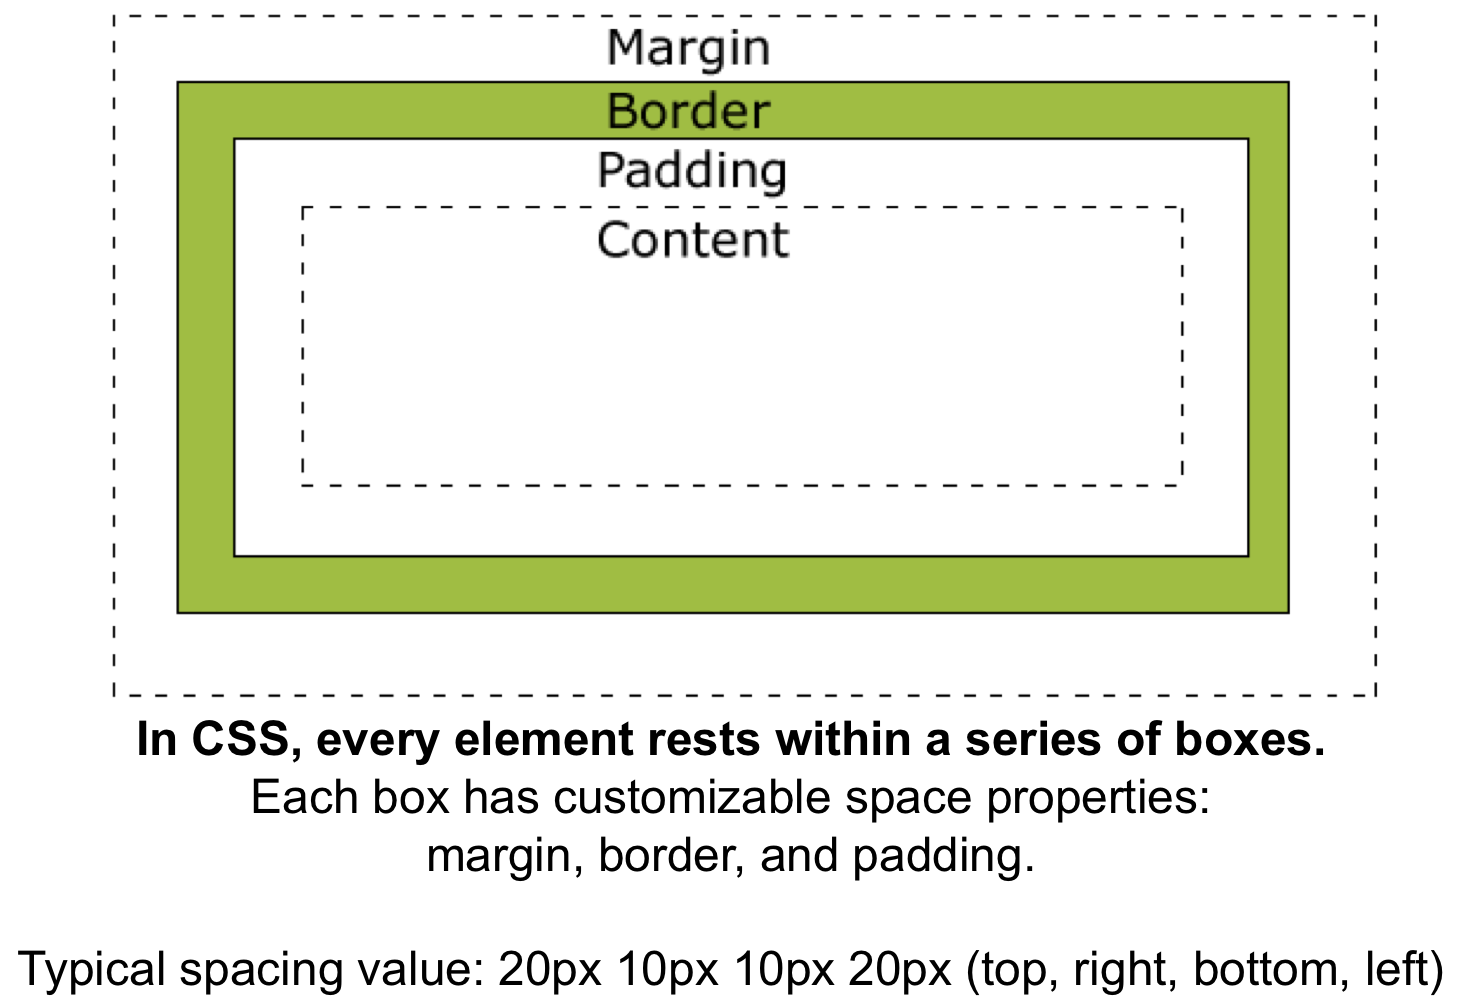 Margin
Border
Padding
Content
In CSS, every element rests within a series of boxes.
Each box has customizable space properties:
margin, border, and padding.
Typical spacing value: 20px 10px 10px 20px (top, right, bottom, left)